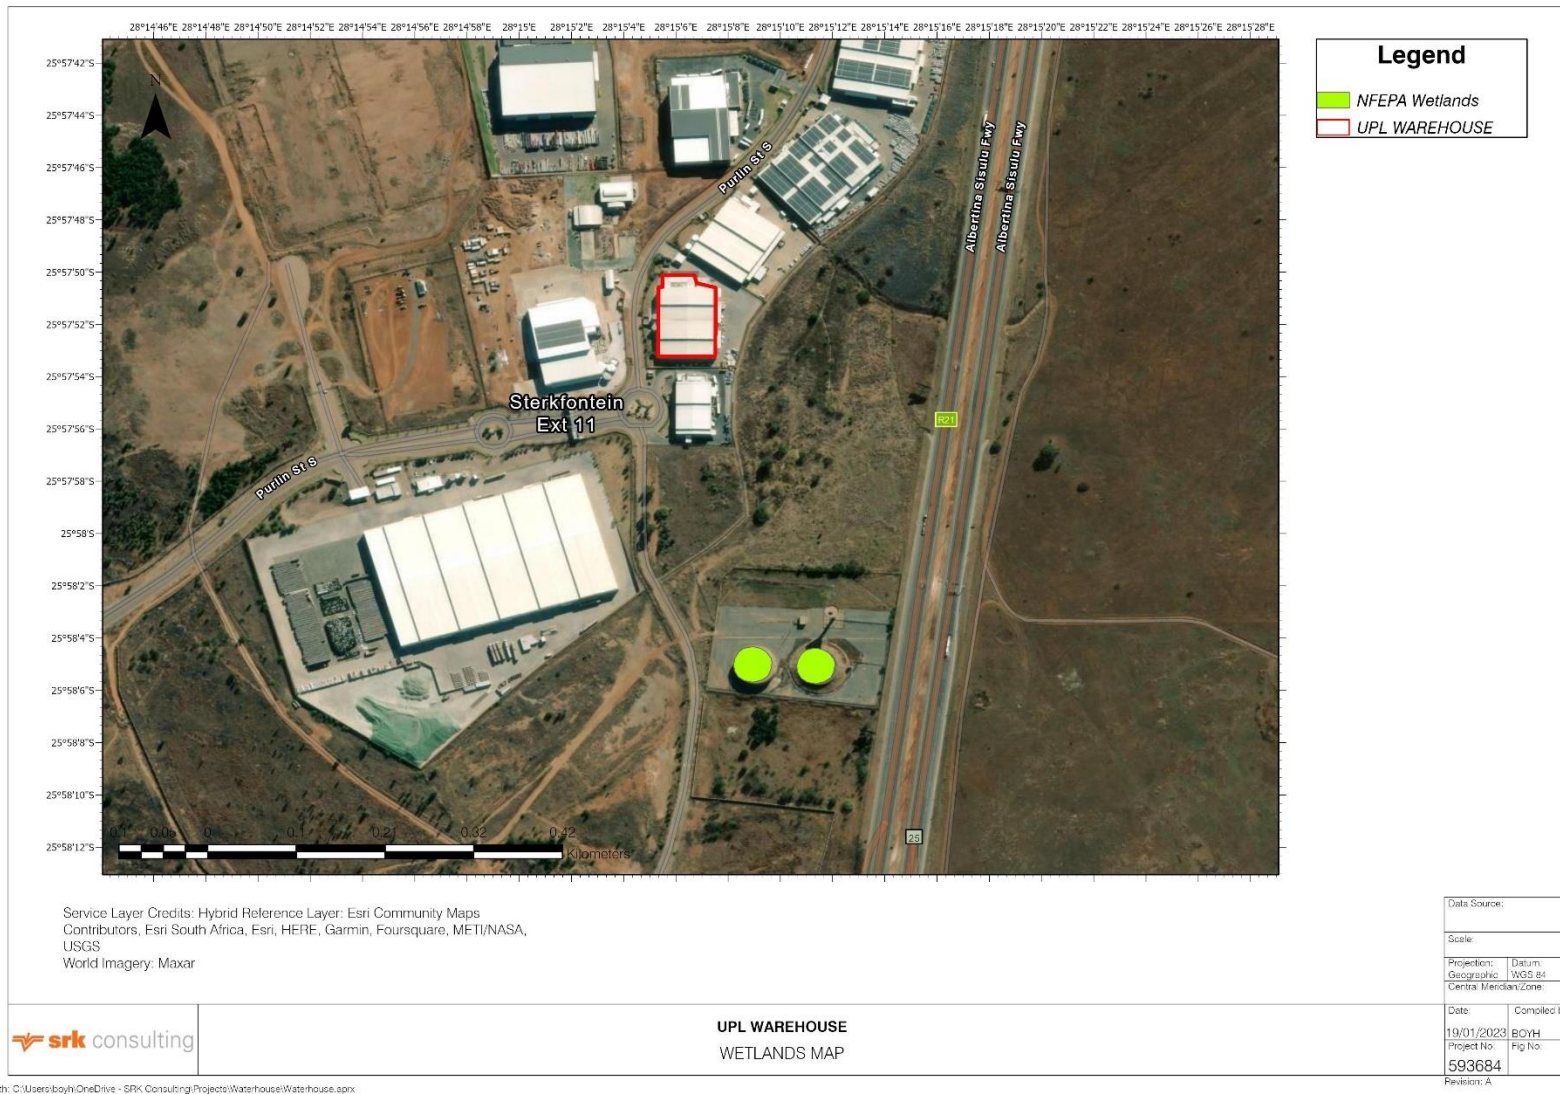 28°14'46"E 28°14'48"E 28°14'50"E 28°14'52"E 28°14'54"E 28°14'56"E 28°14'58"E 28°15'E 28°15'2"E 28°15'4"E 28°15'6"E 28°15'8"E 28°15'10"E 28°15'12"E 28°15'14"E 28°15'16"E 28°15'18"E 28°15'20"E 28°15'22"E 28°15'24"E 28°15'26"E 28°15'28"E
25°57'42"S
25°57'44"S
25°57'46"S
25°57'48"S
25°57'50"S
25°57'52"S
25°57'54"S
25°57'56"S
25°57'58"S
25°58'S
25°58'2"S
25°58'4"S
25°58'6"S
25°58'8"S
25°58'10"S
25°58'12"S
N
Purlin St S
Albertina Sisulu Fwy
Albertina Sisulu Fwy
Sterkfontein
Ext 11
R21
Purlin St S
25
0.1 0.05 0 0.1 0.21 0.32 0.42
Kilometers
Legend
NFEPA Wetlands
UPL WAREHOUSE
Service Layer Credits: Hybrid Reference Layer: Esri Community Maps
Contributors, Esri South Africa, Esri, HERE, Garmin, Foursquare, METI/NASA,
USGS
World Imagery: Maxar
Data Source:
Scale:
Projection: Datum:
Geographic WGS 84
Central Meridian/Zone:
srk consulting
UPL WAREHOUSE
WETLANDS MAP
Date: Compiled
19/01/2023 BOYH
Project No: Fig No:
593684
Revision: A
th: C:\Users\boyh\OneDrive - SRK Consulting\Projects\Waterhouse\Waterhouse.aprx